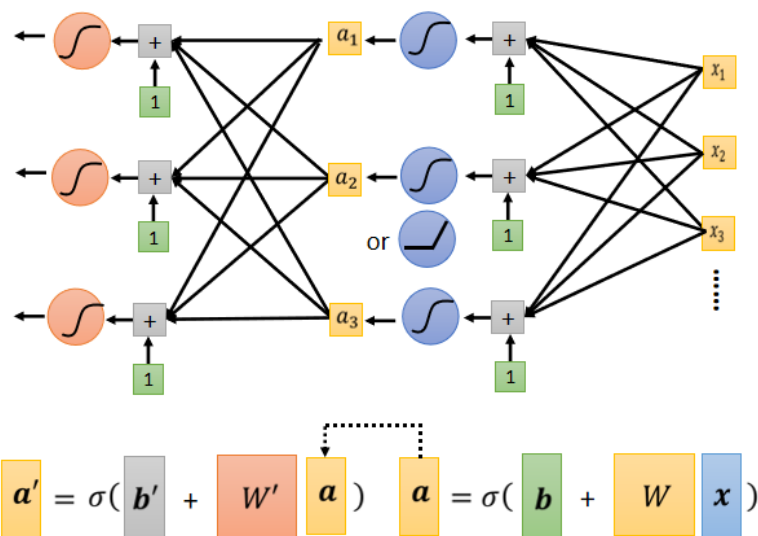 + a₁ +
1 1 x₁
x₂
+ a₂ +
1 1 x₃
or
+ a₃ +
1 1
a' = σ( b' + W' a ) a = σ( b + W x )